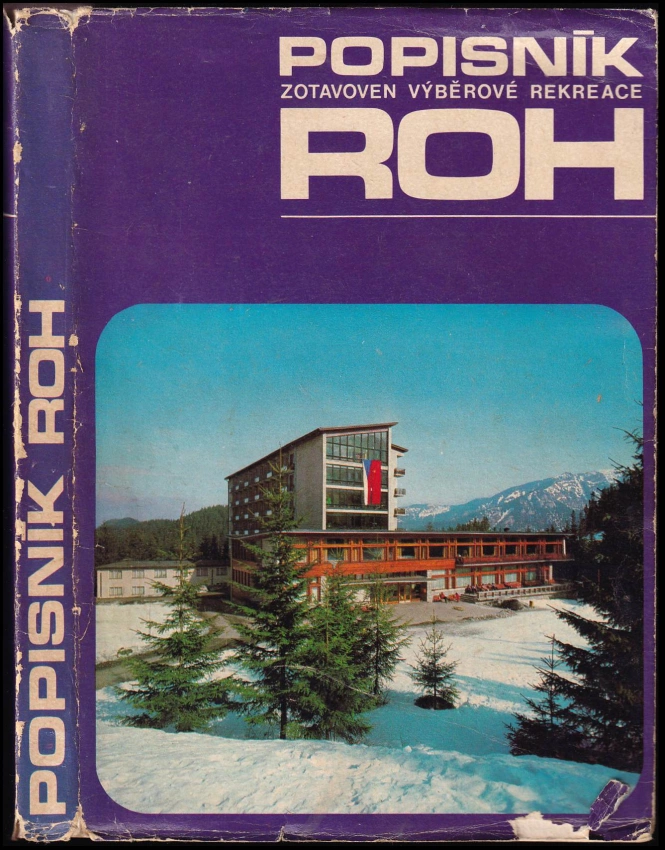 POPISNÍK
ZOTAVOVEN VÝBĚROVÉ REKREACE
ROH
POPISNÍK ROH